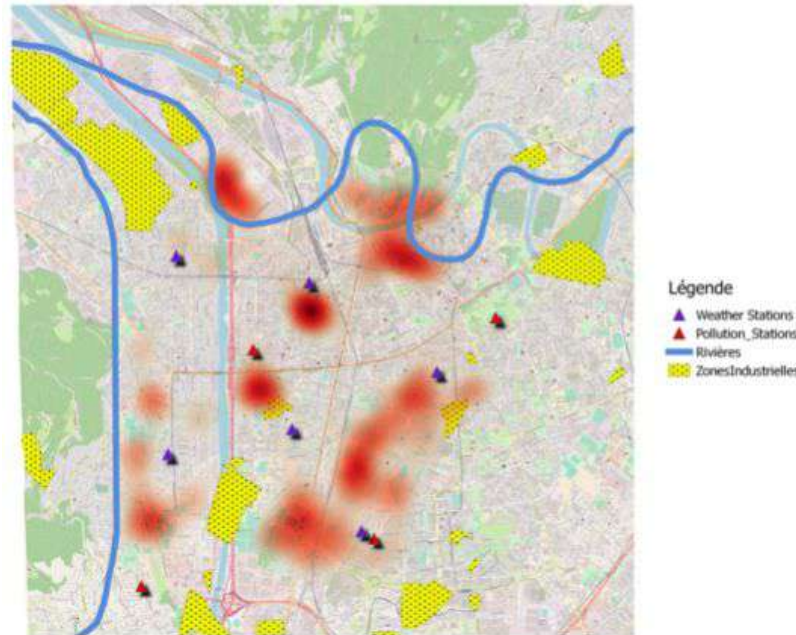 Légende
Weather Stations
Pollution_Stations
Rivières
ZonesIndustrielles